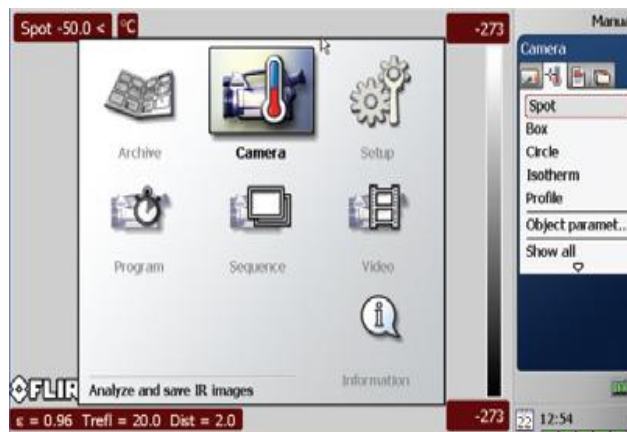 Spot -50.0 < °C
-273
Manu
Camera
Archive
Camera
Setup
Program
Sequence
Video
Information
Analyze and save IR images
Spot
Box
Circle
Isotherm
Profile
Object paramet...
Show all
FLIR
ε = 0.96 Trefl = 20.0 Dist = 2.0
-273
22 12:54